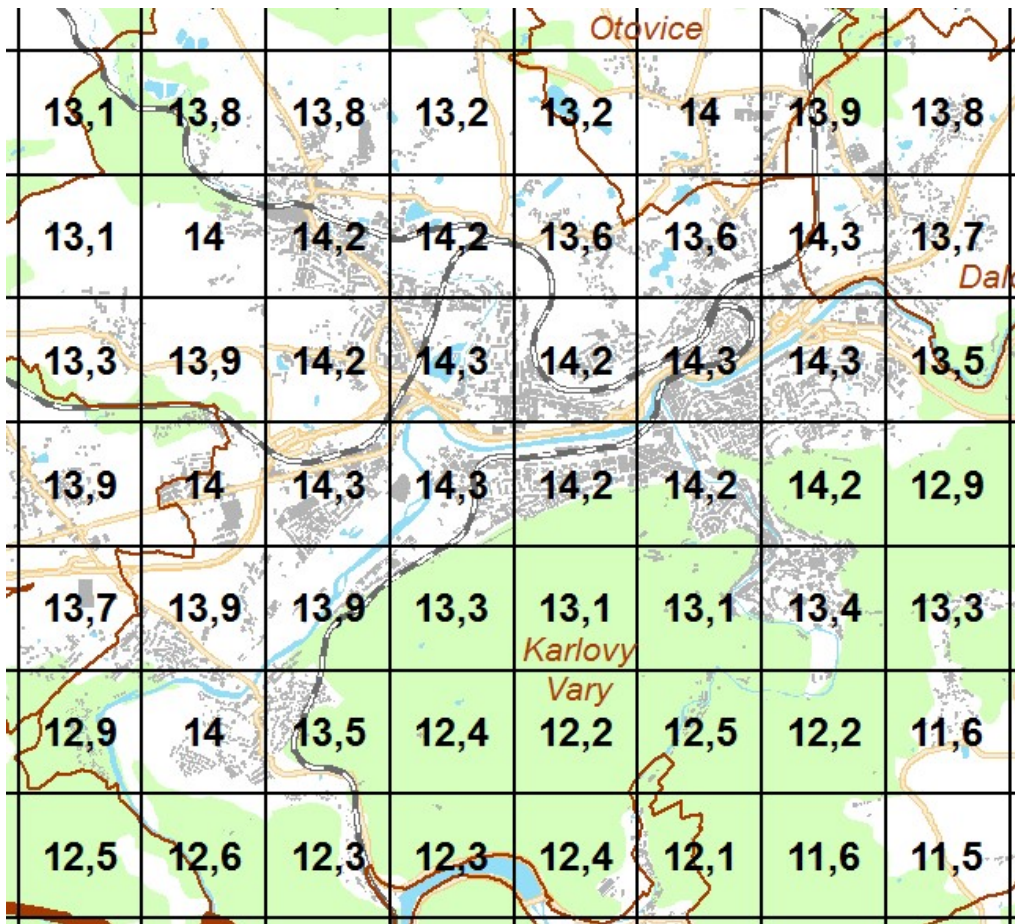 Otovice
13,1 13,8 13,8 13,2 13,2 14 13,9 13,8
13,1 14 14,2 14,2 13,6 13,6 14,3 13,7
Dalo
13,3 13,9 14,2 14,3 14,2 14,3 14,3 13,5
13,9 14 14,3 14,3 14,2 14,2 14,2 12,9
13,7 13,9 13,9 13,3 13,1 13,1 13,4 13,3
Karlovy
Vary
12,9 14 13,5 12,4 12,2 12,5 12,2 11,6
12,5 12,6 12,3 12,3 12,4 12,1 11,6 11,5